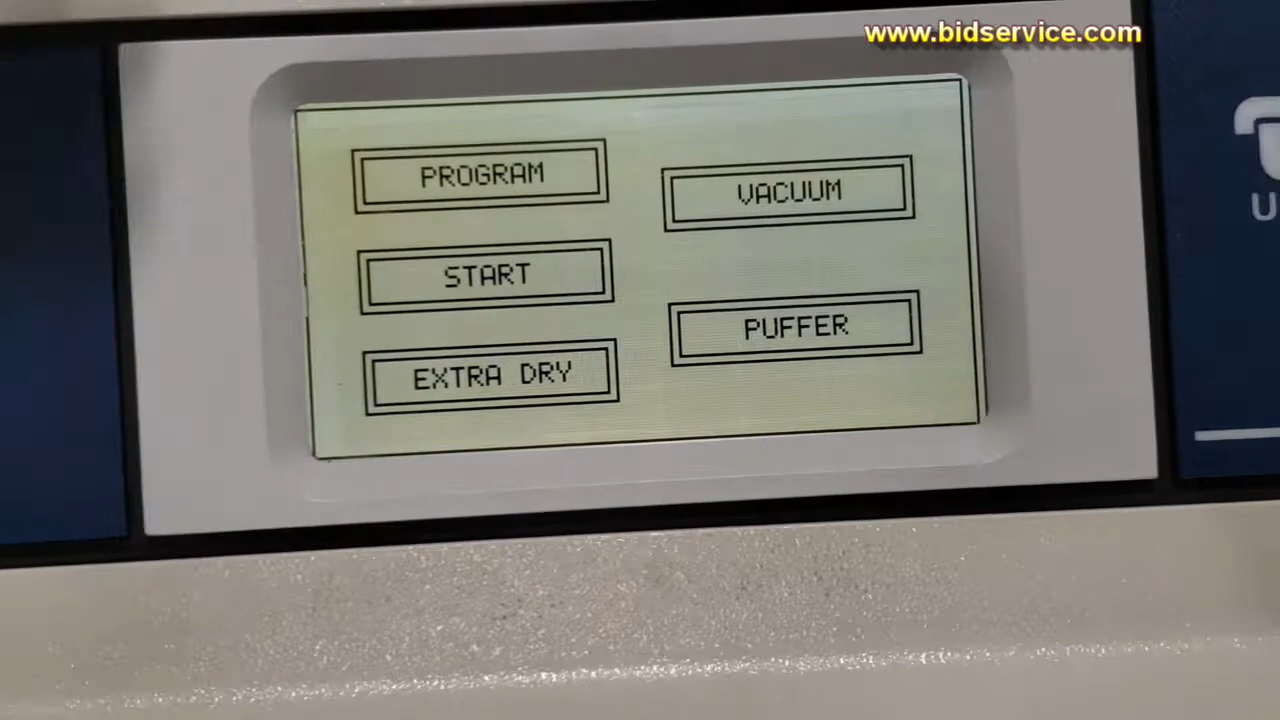 www.bidservice.com
PROGRAM
VACUUM
START
PUFFER
EXTRA DRY